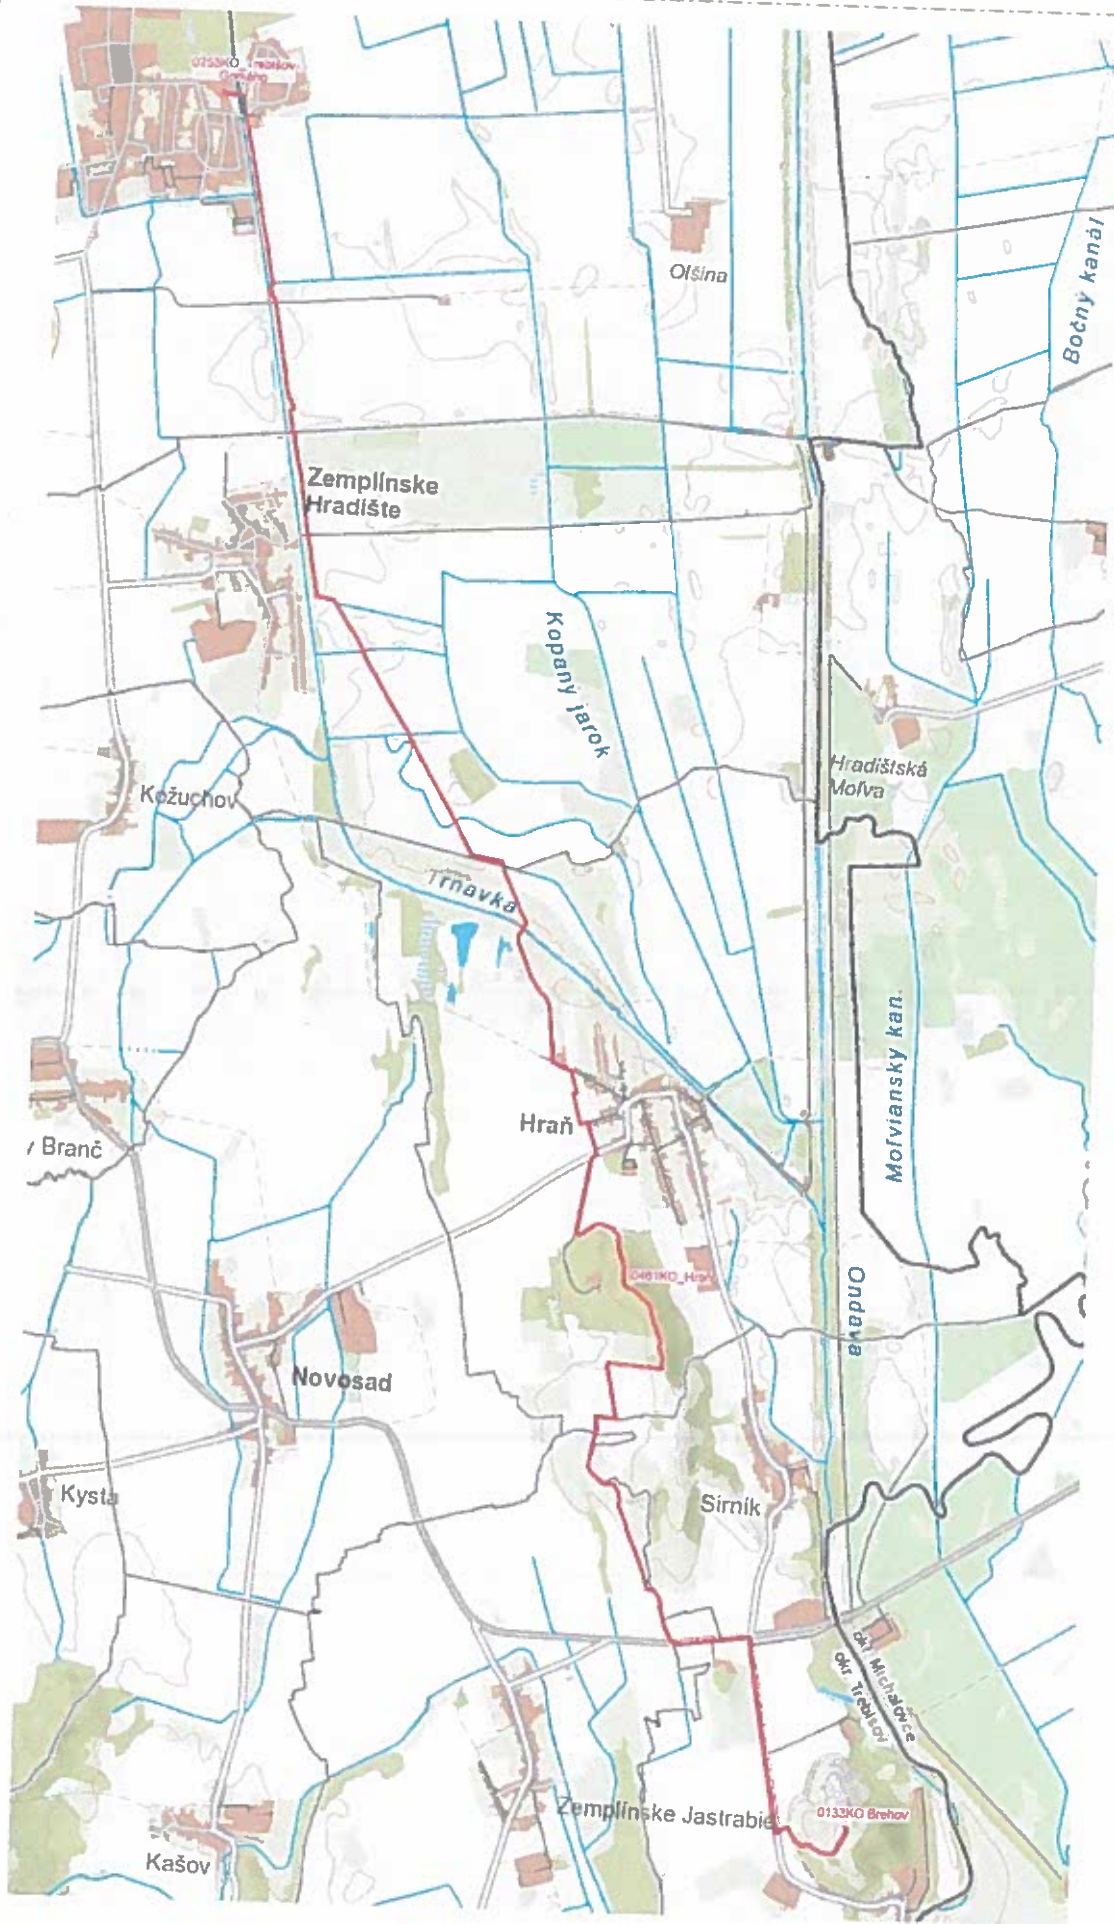 Olšina
Bočný kanál
Zemplínske
Hradište
Kopaný jarok
Hradištská
Moľva
Kožuchov
Trnavka
Moľviansky kan.
Hraň
v Branč
Ondava
Novosad
Kysta
Sirník
okr. Michalovce
okr. Trebišov
Zemplínske Jastrabie
0133KO Brehov
Kašov